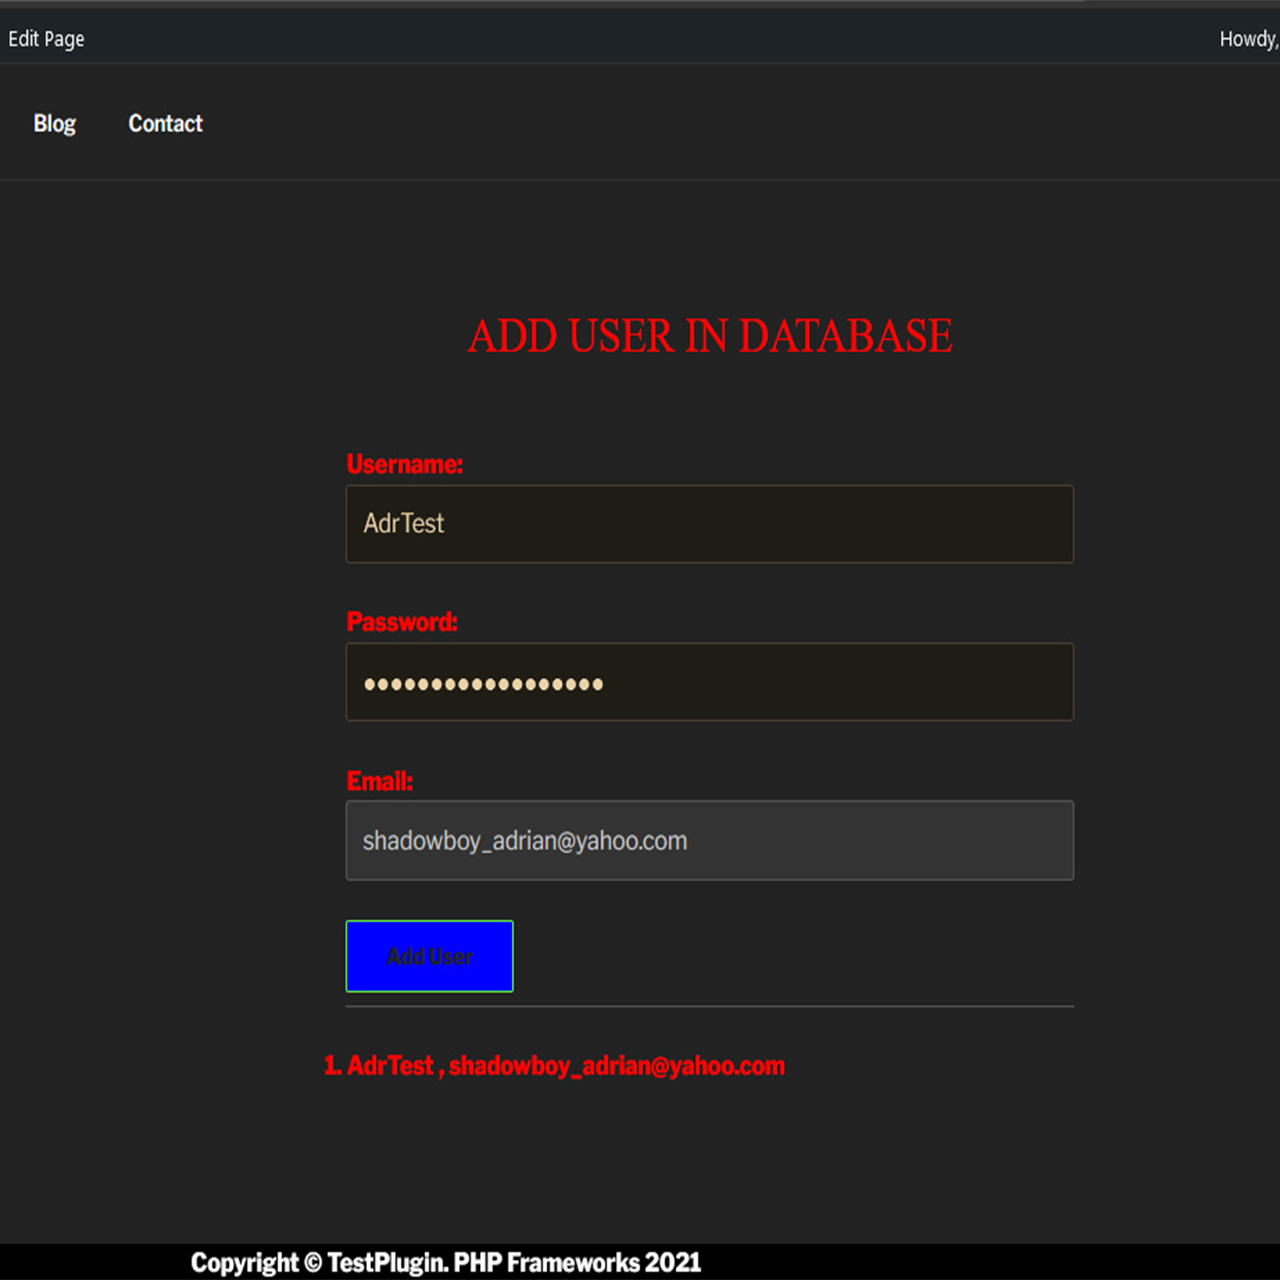 Edit Page Howdy,
Blog Contact
ADD USER IN DATABASE
Username:
AdrTest
Password:
••••••••••••••••••
Email:
shadowboy_adrian@yahoo.com
Add User
1. AdrTest , shadowboy_adrian@yahoo.com
Copyright © TestPlugin. PHP Frameworks 2021